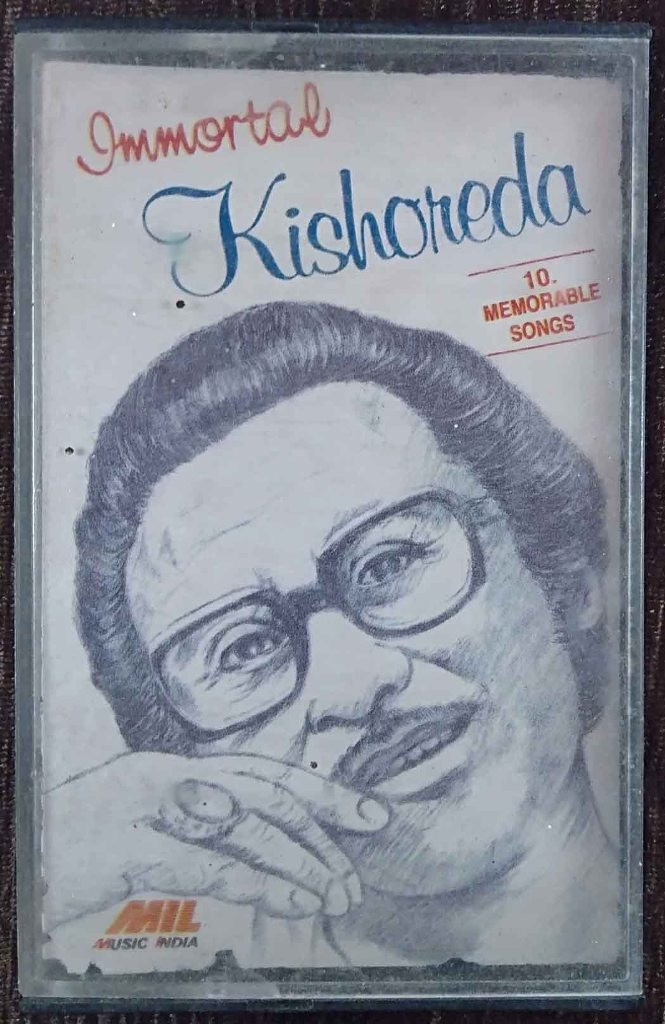 Immortal
Kishoreda
10.
MEMORABLE
SONGS
MIL
MUSIC INDIA